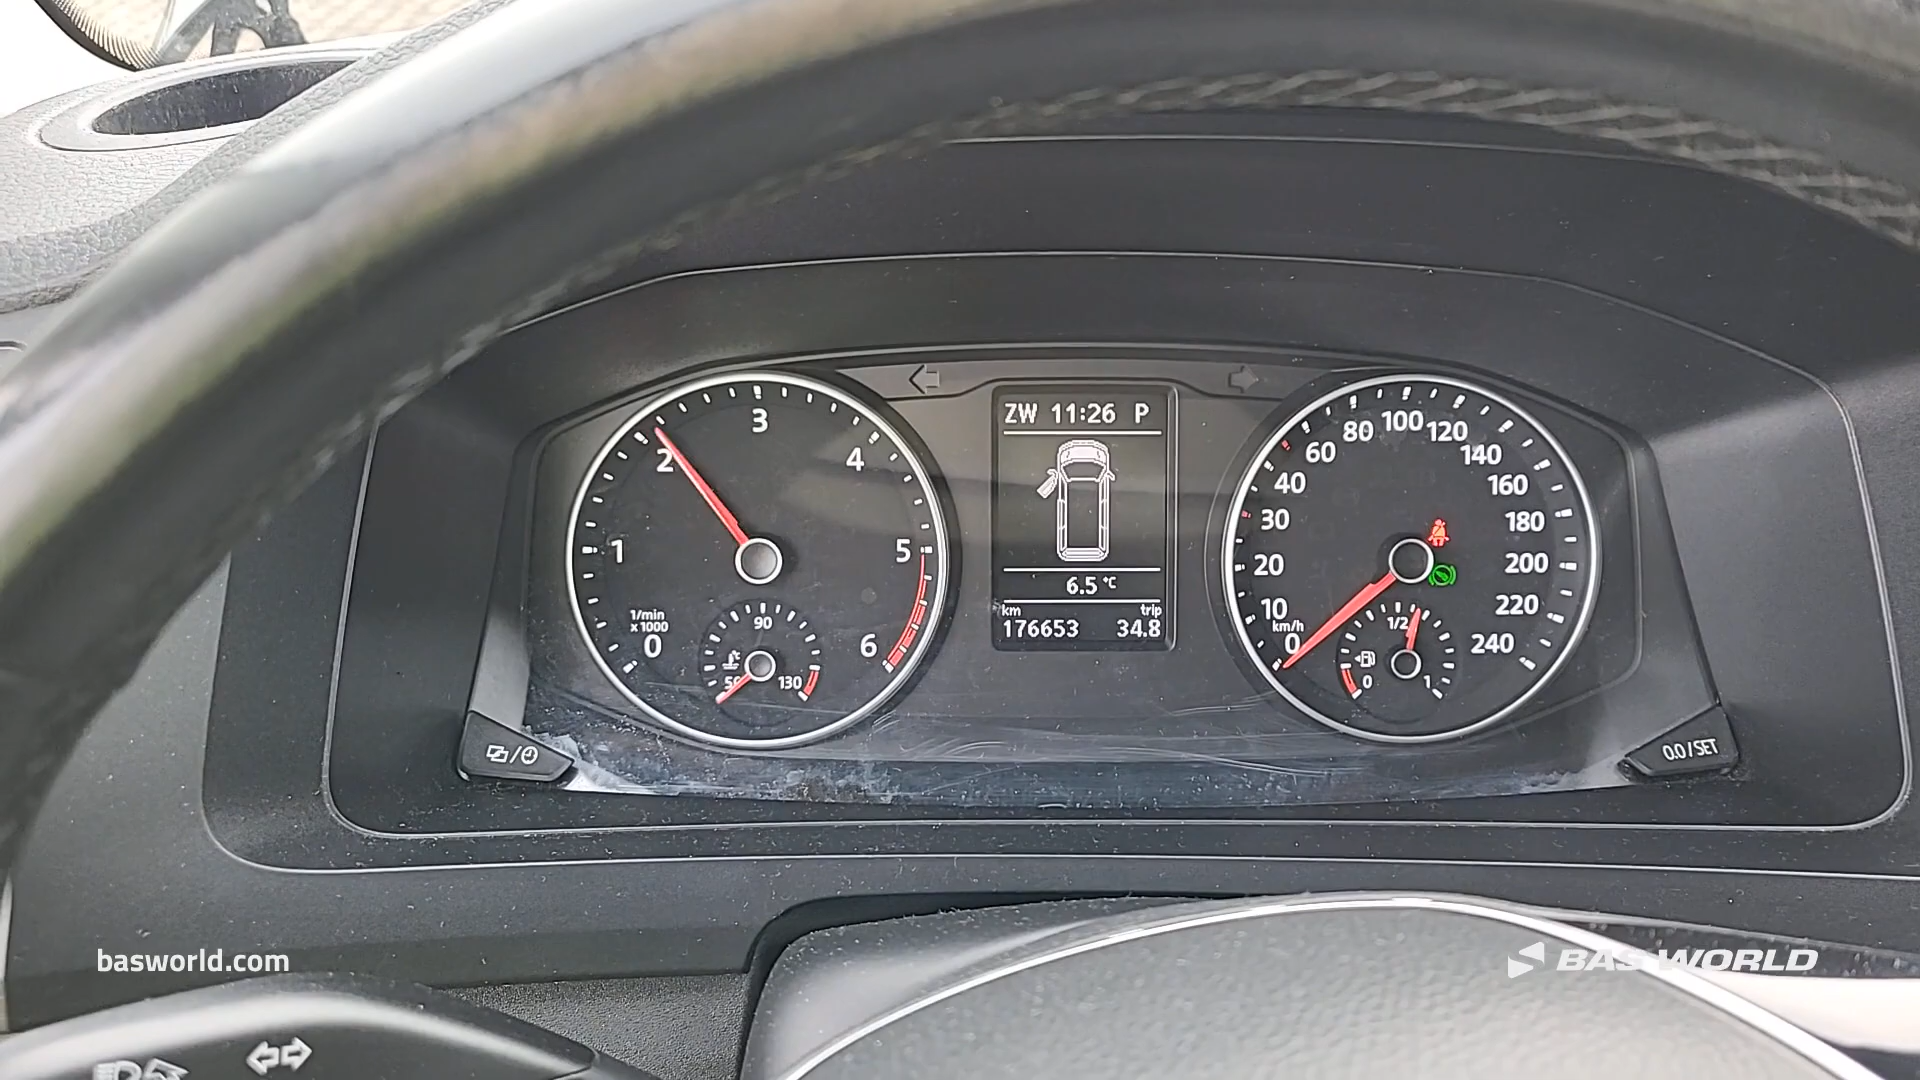 ZW 11:26 P
6.5 °C
km trip
176653 34.8
0 1 2 3 4 5 6
1/min
x 1000
50 90 130
0 10 20 30 40 60 80 100 120 140 160 180 200 220 240
km/h
0 1/2 1
0.0/SET
basworld.com
BAS WORLD